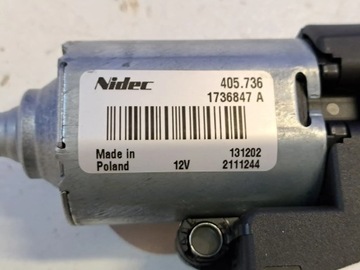 Nidec 405.736
1736847 A
Made in 131202
Poland 12V 2111244